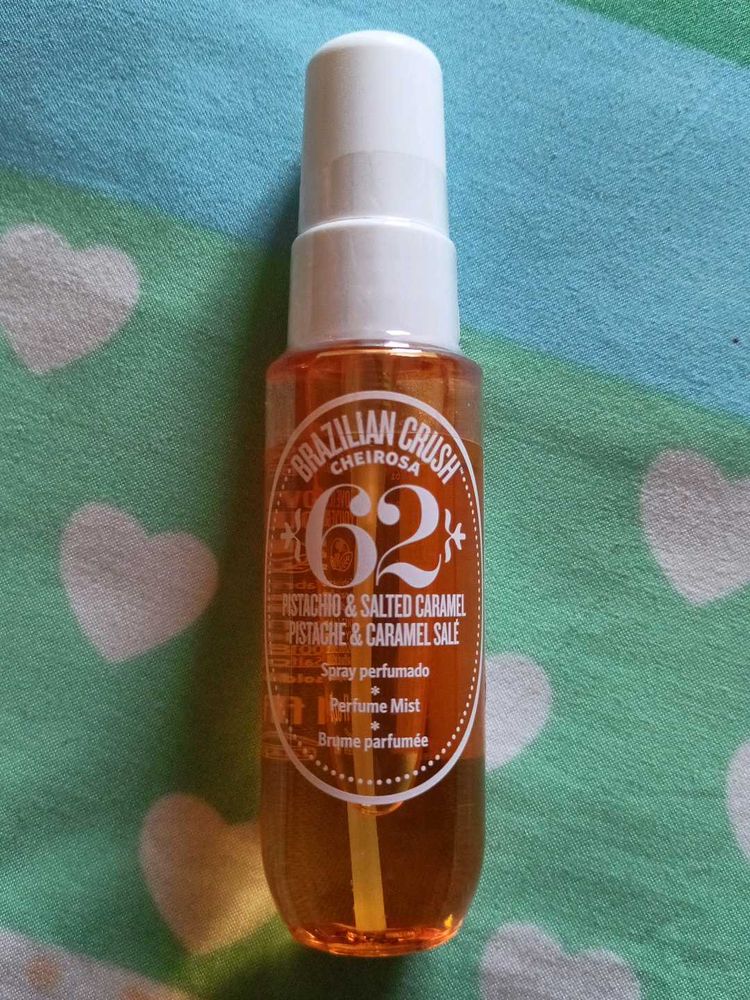 BRAZILIAN CRUSH
CHEIROSA
62
PISTACHIO & SALTED CARAMEL
PISTACHE & CARAMEL SALÉ
Spray perfumado
*
Perfume Mist
*
Brume parfumée